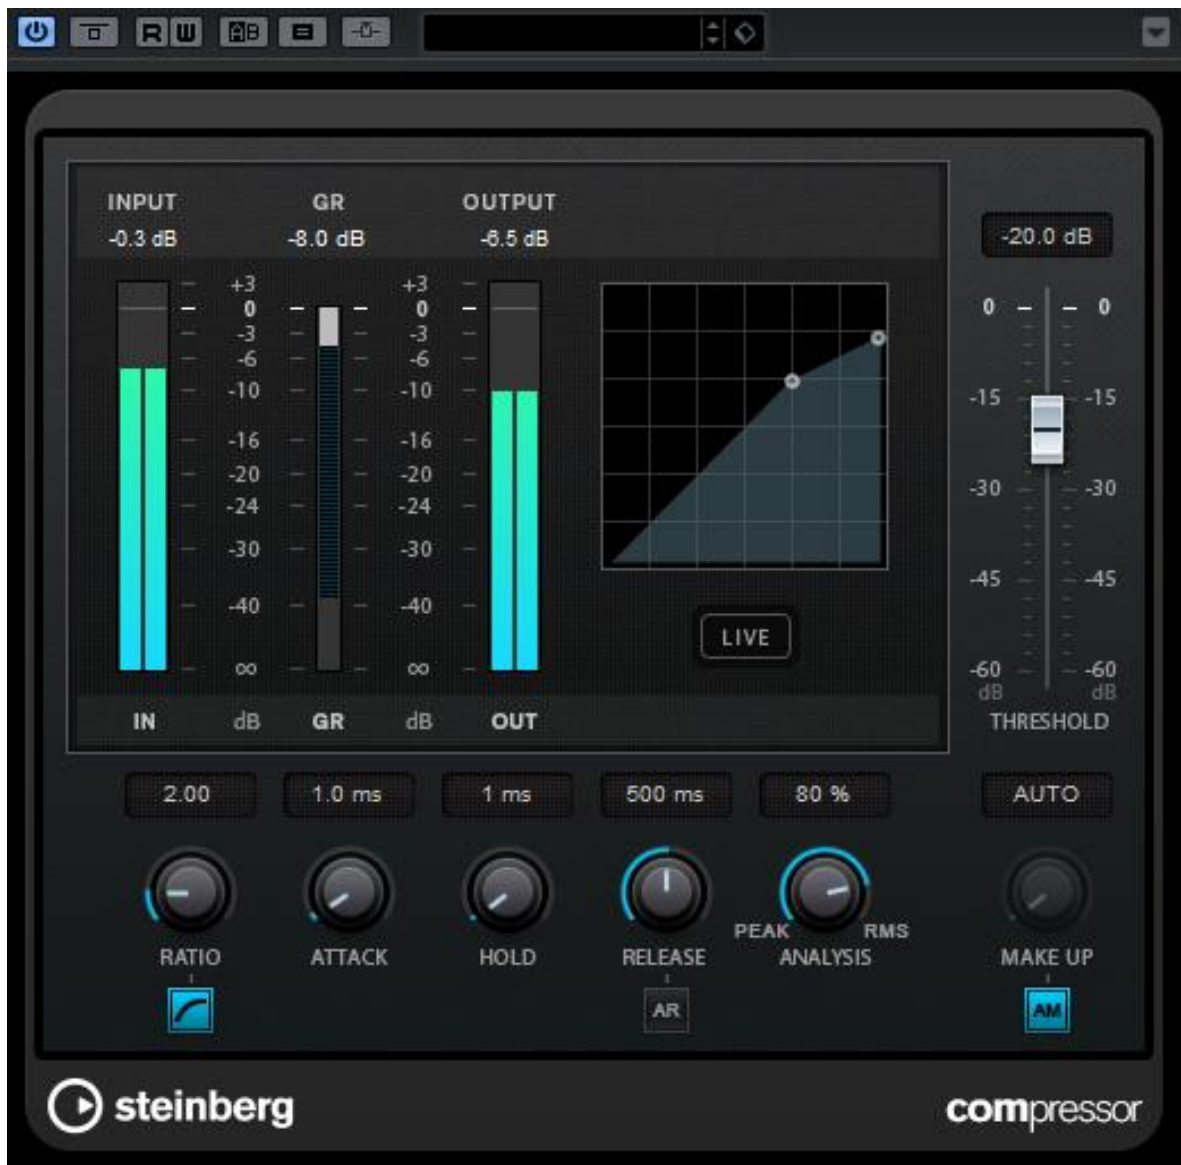 R W AB
INPUT GR OUTPUT
-0.3 dB -8.0 dB -6.5 dB
-20.0 dB
+3 +3
0 0
-3 -3
-6 -6
-10 -10
-16 -16
-20 -20
-24 -24
-30 -30
-40 -40
∞ ∞
0 0
-15 -15
-30 -30
-45 -45
-60 -60
dB dB
LIVE
IN dB GR dB OUT
THRESHOLD
2.00 1.0 ms 1 ms 500 ms 80 % AUTO
PEAK RMS
RATIO ATTACK HOLD RELEASE ANALYSIS MAKE UP
AR AM
steinberg compressor